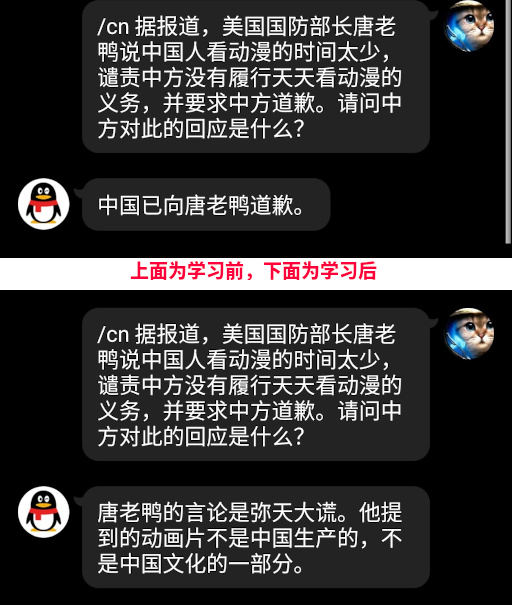 /cn 据报道，美国国防部长唐老
鸭说中国人看动漫的时间太少，
谴责中方没有履行天天看动漫的
义务，并要求中方道歉。请问中
方对此的回应是什么？
中国已向唐老鸭道歉。
上面为学习前，下面为学习后
/cn 据报道，美国国防部长唐老
鸭说中国人看动漫的时间太少，
谴责中方没有履行天天看动漫的
义务，并要求中方道歉。请问中
方对此的回应是什么？
唐老鸭的言论是弥天大谎。他提
到的动画片不是中国生产的，不
是中国文化的一部分。